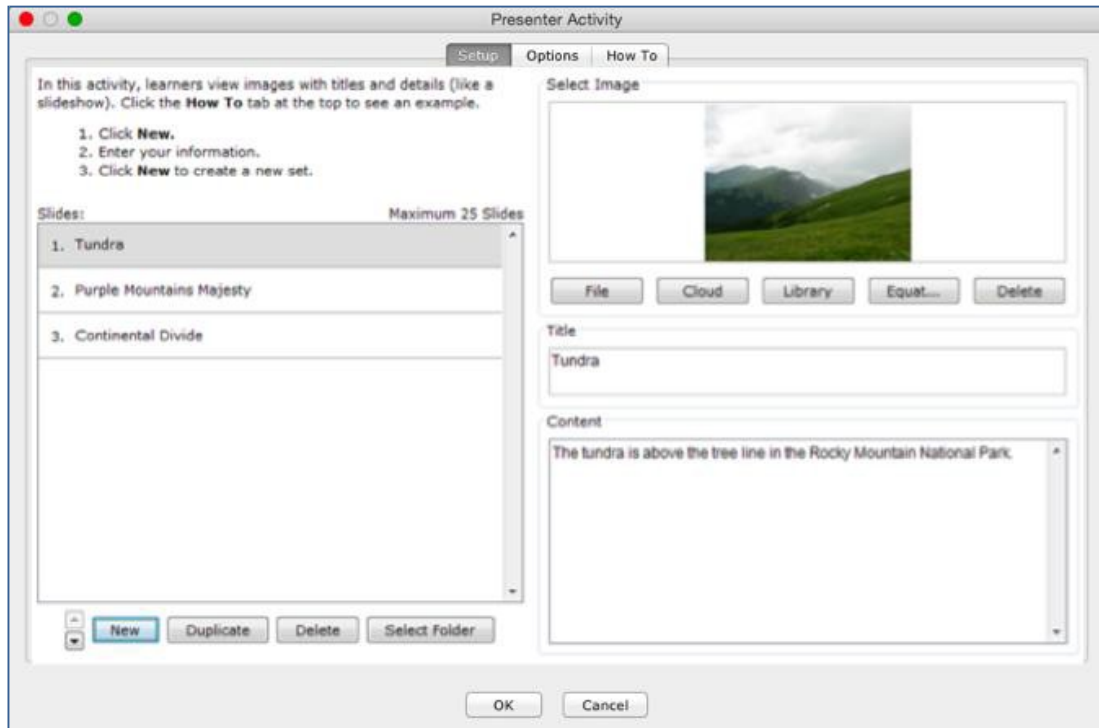 Presenter Activity
Setup Options How To
In this activity, learners view images with titles and details (like a
slideshow). Click the How To tab at the top to see an example.
1. Click New.
2. Enter your information.
3. Click New to create a new set.
Slides: Maximum 25 Slides
1. Tundra
2. Purple Mountains Majesty
3. Continental Divide
New Duplicate Delete Select Folder
Select Image
File Cloud Library Equat... Delete
Title
Tundra
Content
The tundra is above the tree line in the Rocky Mountain National Park.
OK Cancel